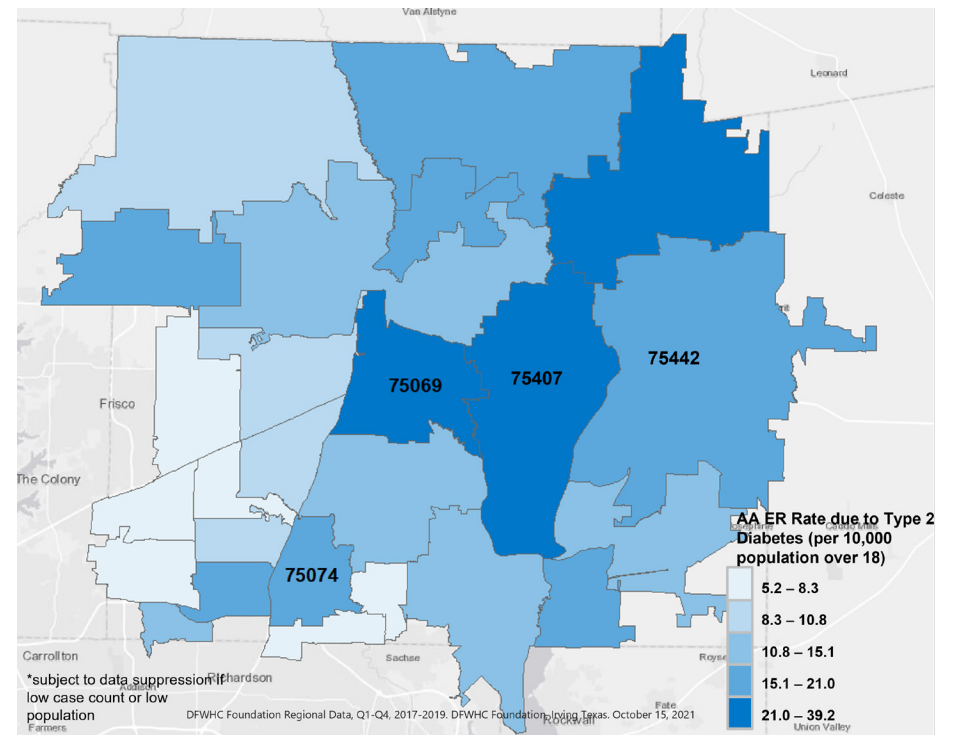 Van Alstyne
Leonard
Celeste
75442
75407
75069
Frisco
The Colony
AA ER Rate due to Type 2
Diabetes (per 10,000
population over 18)
75074
5.2 – 8.3
8.3 – 10.8
10.8 – 15.1
15.1 – 21.0
21.0 – 39.2
Carrollton
Sachse
Royse
*subject to data suppression if
Richardson
low case count or low
population
Fate
DFWHC Foundation Regional Data, Q1-Q4, 2017-2019. DFWHC Foundation, Irving Texas. October 15, 2021
Rockwall
Farmers
Union Valley